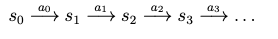 s₀ —a₀→ s₁ —a₁→ s₂ —a₂→ s₃ —a₃→ …